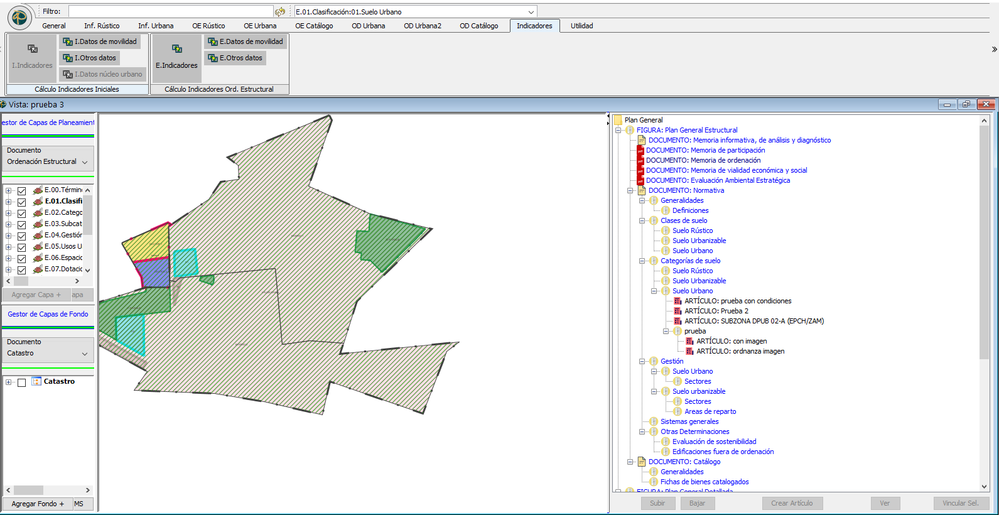 Filtro:
E.01.Clasificación:01.Suelo Urbano
General Inf. Rústico Inf. Urbana OE Rústico OE Urbana OE Catálogo OD Urbana OD Urbana2 OD Catálogo Indicadores Utilidad
I.Indicadores
I.Datos de movilidad
I.Otros datos
I.Datos núcleo urbano
Cálculo Indicadores Iniciales
E.Indicadores
E.Datos de movilidad
E.Otros datos
Cálculo Indicadores Ord. Estructural
Vista: prueba 3
estor de Capas de Planeamient
Documento
Ordenación Estructural
E.00.Términ
E.01.Clasifi
E.02.Catego
E.03.Subcat
E.04.Gestión
E.05.Usos U
E.06.Espacio
E.07.Dotacio
Agregar Capa + apa
Gestor de Capas de Fondo
Documento
Catastro
Catastro
Agregar Fondo + MS
Plan General
FIGURA: Plan General Estructural
DOCUMENTO: Memoria informativa, de análisis y diagnóstico
DOCUMENTO: Memoria de participación
DOCUMENTO: Memoria de ordenación
DOCUMENTO: Memoria de vialidad económica y social
DOCUMENTO: Evaluación Ambiental Estratégica
DOCUMENTO: Normativa
Generalidades
Definiciones
Clases de suelo
Suelo Rústico
Suelo Urbanizable
Suelo Urbano
Categorías de suelo
Suelo Rústico
Suelo Urbanizable
Suelo Urbano
ARTÍCULO: prueba con condiciones
ARTÍCULO: Prueba 2
ARTÍCULO: SUBZONA DPUB 02-A (EPCH/ZAM)
prueba
ARTÍCULO: con imagen
ARTÍCULO: ordnanza imagen
Gestión
Suelo Urbano
Sectores
Suelo urbanizable
Sectores
Areas de reparto
Sistemas generales
Otras Determinaciones
Evaluación de sostenibilidad
Edificaciones fuera de ordenación
DOCUMENTO: Catálogo
Generalidades
Fichas de bienes catalogados
FIGURA: Plan General Detallada
Subir Bajar Crear Artículo Ver Vincular Sel.